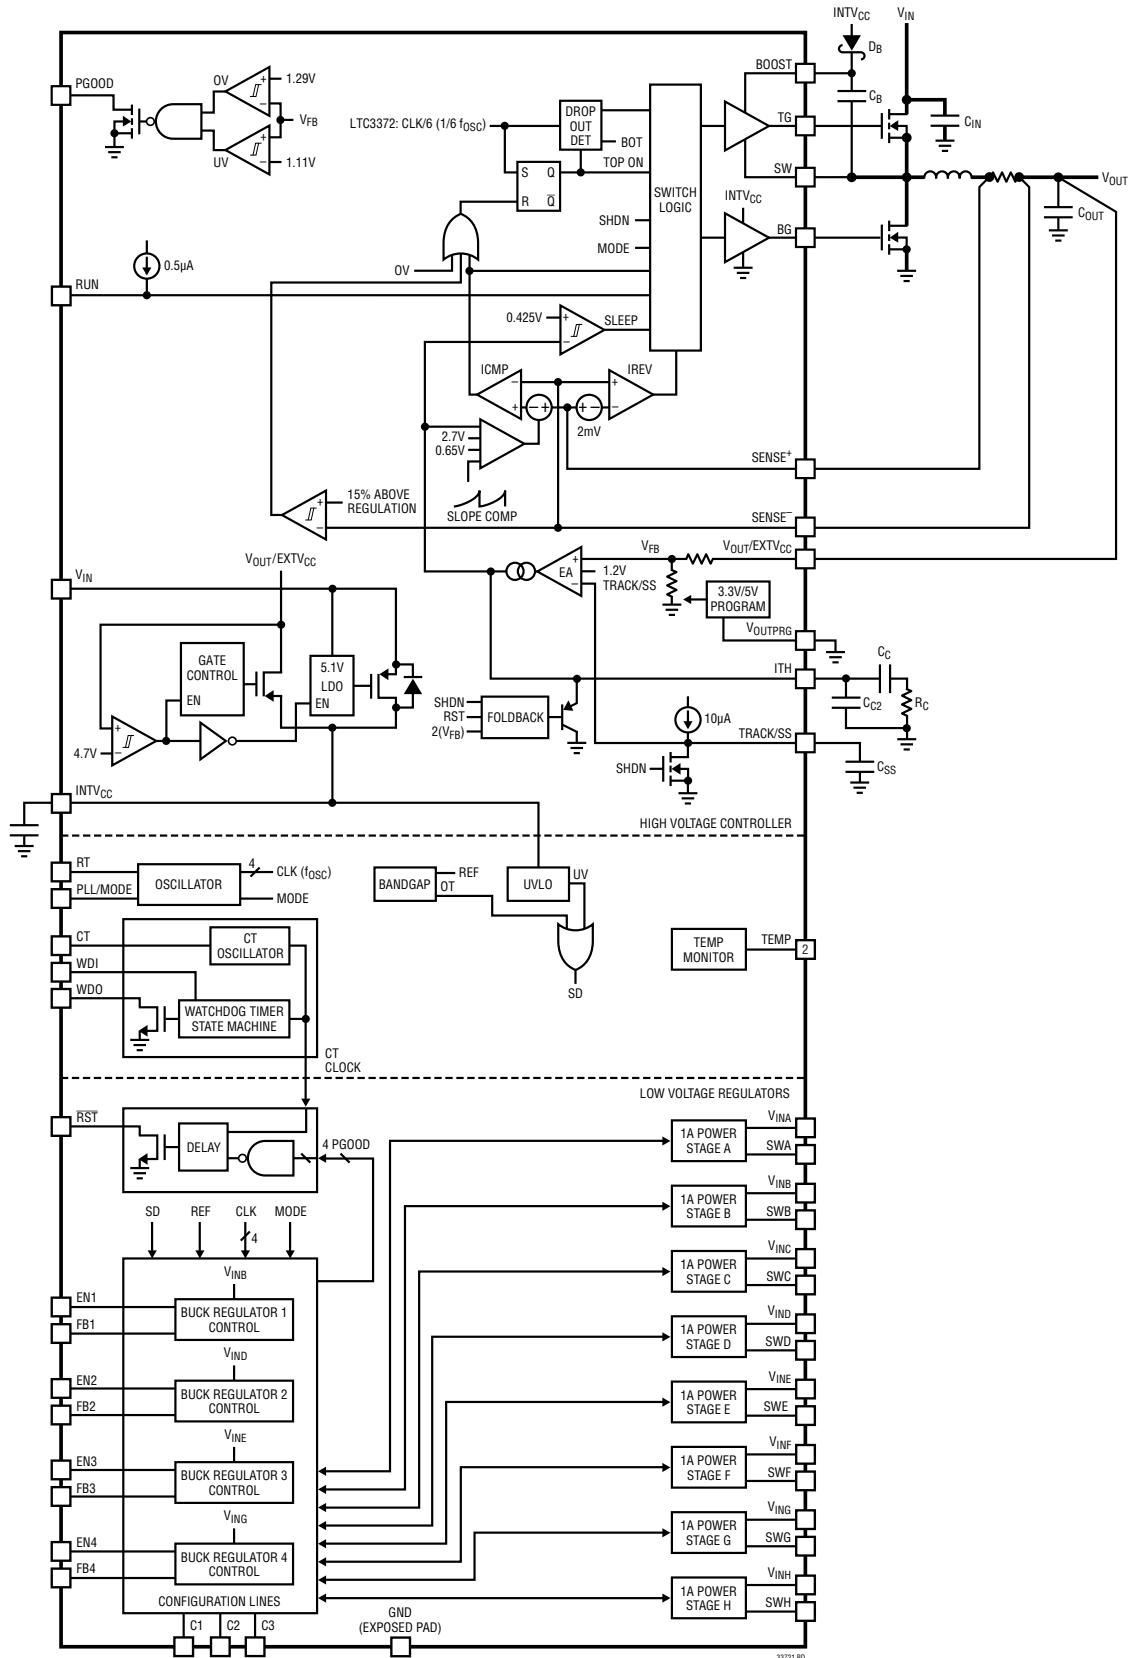 INTVCC
VIN
DB
BOOST
PGOOD
OV
+
1.29V
−
VFB
+
−
1.11V
UV
LTC3372: CLK/6 (1/6 fOSC)
DROP
OUT
DET
BOT
TOP ON
S Q
R Q̅
SWITCH
LOGIC
CB
TG
CIN
SW
VOUT
INTVCC
COUT
BG
SHDN
MODE
OV
0.5µA
RUN
0.425V
+
−
SLEEP
ICMP
−
+
− +
+ −
2mV
IREV
+
−
2.7V
0.65V
SLOPE COMP
SENSE+
15% ABOVE
REGULATION
+
−
SENSE−
VFB
VOUT/EXTVCC
EA
+
1.2V
TRACK/SS
−
3.3V/5V
PROGRAM
VOUTPRG
VOUT/EXTVCC
VIN
GATE
CONTROL
EN
5.1V
LDO
EN
+
−
4.7V
ITH
CC
CC2
RC
SHDN
RST
2(VFB)
FOLDBACK
10µA
TRACK/SS
CSS
SHDN
INTVCC
HIGH VOLTAGE CONTROLLER
RT
PLL/MODE
OSCILLATOR
4
CLK (fOSC)
MODE
BANDGAP
REF
OT
UVLO
UV
SD
CT
WDI
WDO
CT
OSCILLATOR
WATCHDOG TIMER
STATE MACHINE
CT
CLOCK
TEMP
MONITOR
TEMP
2
LOW VOLTAGE REGULATORS
R̅S̅T̅
DELAY
4 PGOOD
SD REF CLK MODE
4
VINB
EN1
FB1
BUCK REGULATOR 1
CONTROL
VIND
EN2
FB2
BUCK REGULATOR 2
CONTROL
VINE
EN3
FB3
BUCK REGULATOR 3
CONTROL
VING
EN4
FB4
BUCK REGULATOR 4
CONTROL
CONFIGURATION LINES
C1 C2 C3
GND
(EXPOSED PAD)
1A POWER
STAGE A
VINA
SWA
1A POWER
STAGE B
VINB
SWB
1A POWER
STAGE C
VINC
SWC
1A POWER
STAGE D
VIND
SWD
1A POWER
STAGE E
VINE
SWE
1A POWER
STAGE F
VINF
SWF
1A POWER
STAGE G
VING
SWG
1A POWER
STAGE H
VINH
SWH